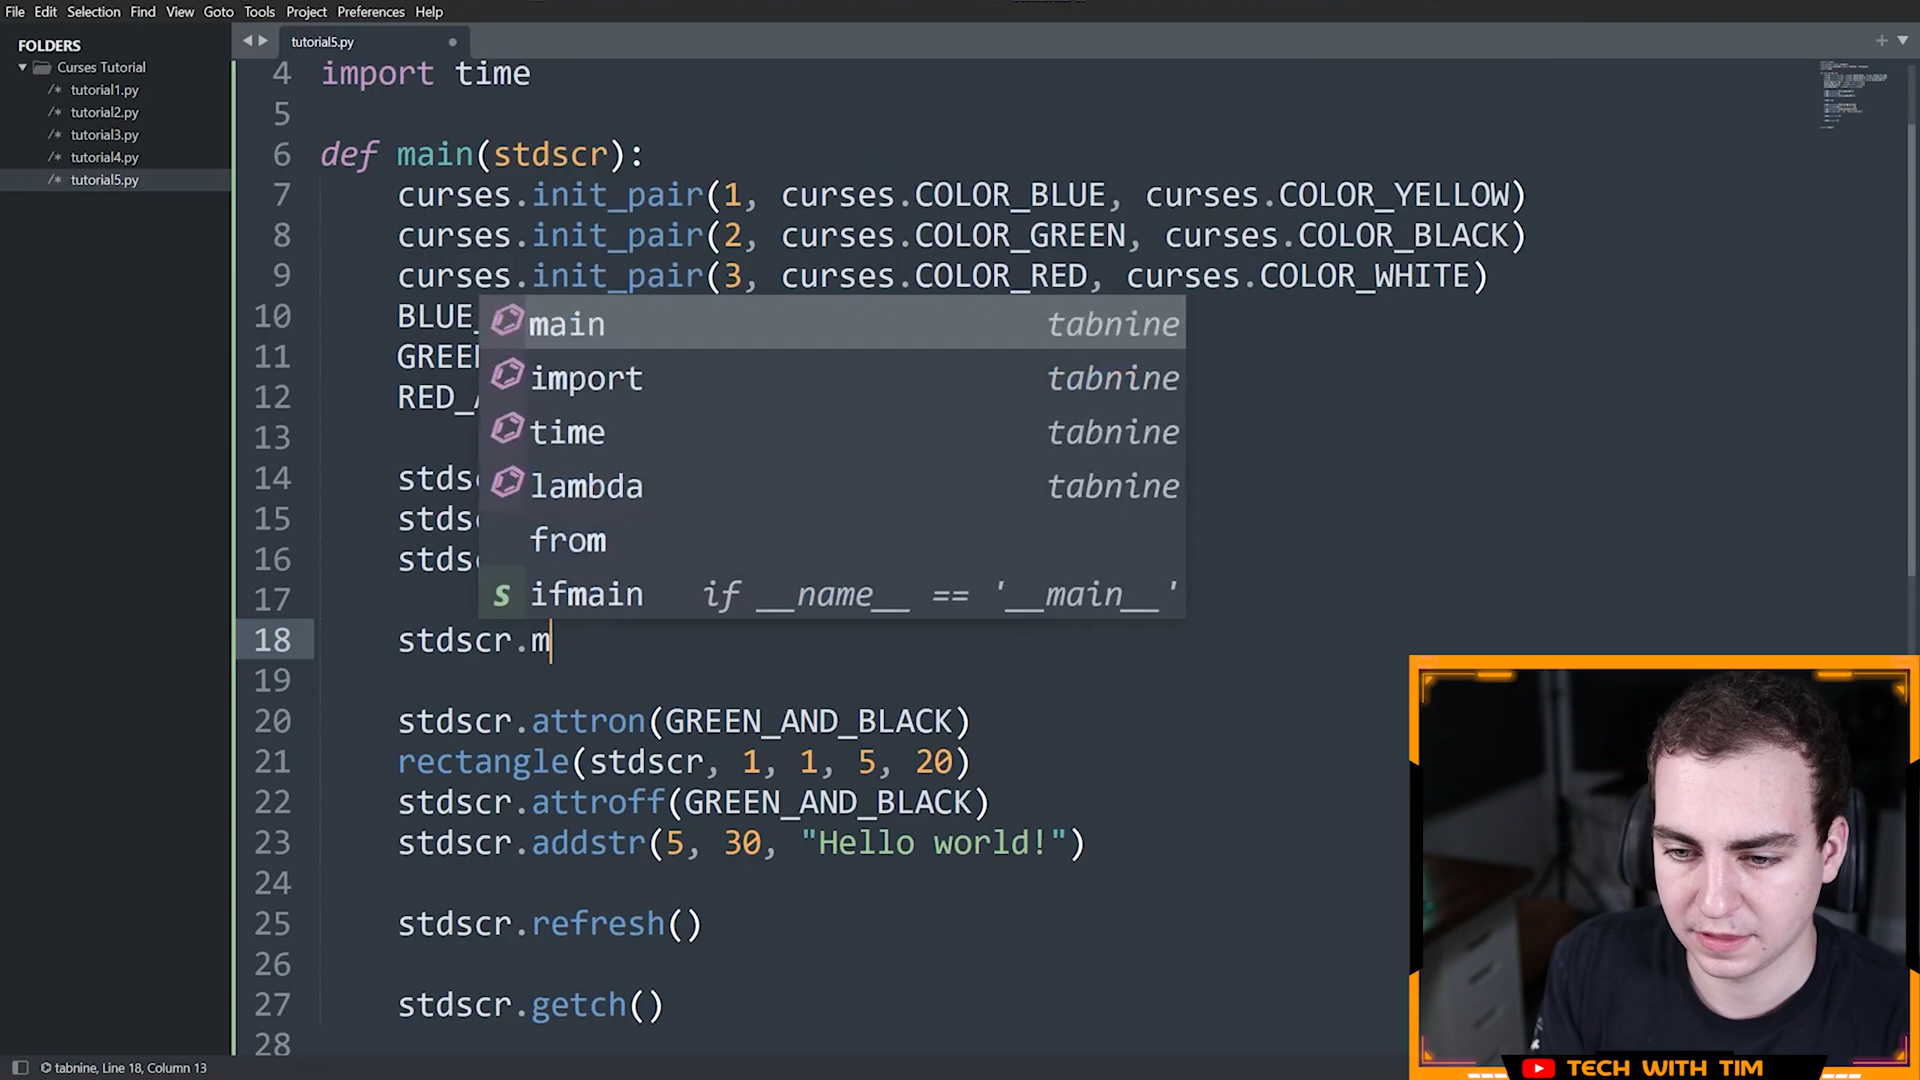 File Edit Selection Find View Goto Tools Project Preferences Help
FOLDERS
Curses Tutorial
/* tutorial1.py
/* tutorial2.py
/* tutorial3.py
/* tutorial4.py
/* tutorial5.py
tutorial5.py
4 import time
5
6 def main(stdscr):
7 curses.init_pair(1, curses.COLOR_BLUE, curses.COLOR_YELLOW)
8 curses.init_pair(2, curses.COLOR_GREEN, curses.COLOR_BLACK)
9 curses.init_pair(3, curses.COLOR_RED, curses.COLOR_WHITE)
10 BLUE_
11 GREEN
12 RED_A
13
14 stdsc
15 stdsc
16 stdsc
17
main tabnine
import tabnine
time tabnine
lambda tabnine
from
s ifmain if __name__ == '__main__'
18 stdscr.m
19
20 stdscr.attron(GREEN_AND_BLACK)
21 rectangle(stdscr, 1, 1, 5, 20)
22 stdscr.attroff(GREEN_AND_BLACK)
23 stdscr.addstr(5, 30, "Hello world!")
24
25 stdscr.refresh()
26
27 stdscr.getch()
28
tabnine, Line 18, Column 13
TECH WITH TIM